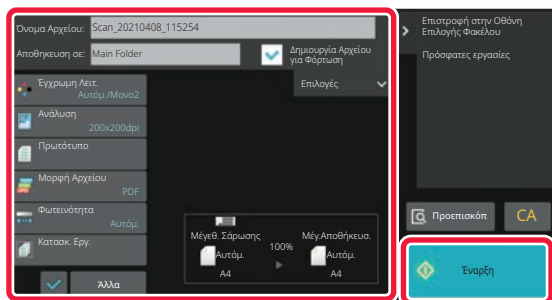 Όνομα Αρχείου:
Scan_20210408_115254
Αποθηκευση σε:
Main Folder
Δημιουργία Αρχείου
για Φόρτωση
Έγχρωμη Λειτ.
Αυτόμ./Μονο2
Επιλογές
Ανάλυση
200x200dpi
Πρωτότυπο
Μορφή Αρχείου
PDF
Φωτεινότητα
Αυτόμ.
Κατασκ. Εργ.
Άλλα
Μέγεθ. Σάρωσης
100%
Μέγ.Αποθήκευσ.
Αυτόμ.
Αυτόμ.
A4
A4
Επιστροφή στην Οθόνη
Επιλογής Φακέλου
Πρόσφατες εργασίες
Προεπισκόπ
CA
Έναρξη